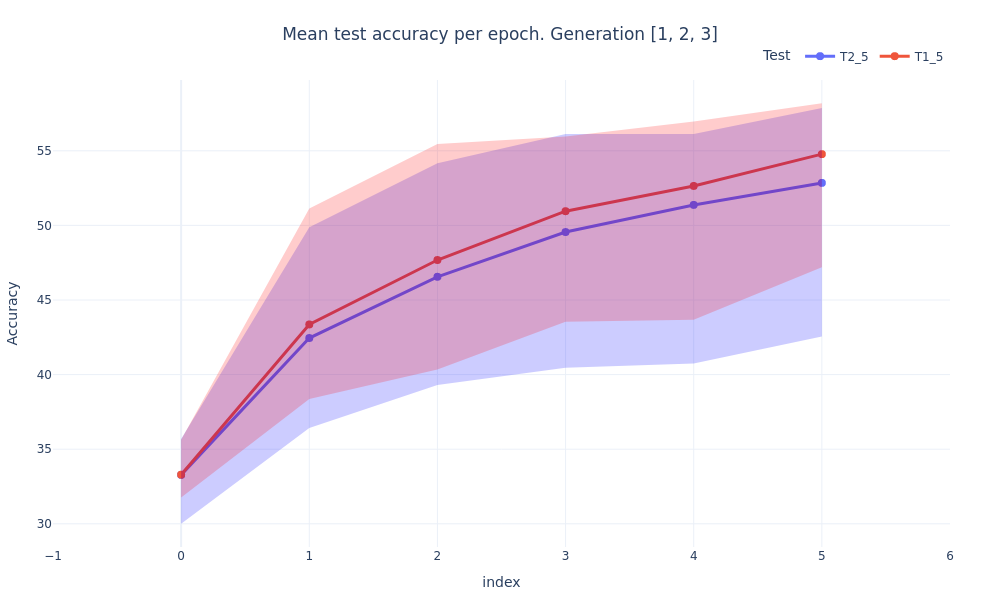 Mean test accuracy per epoch. Generation [1, 2, 3]
Test T2_5 T1_5
Accuracy
55
50
45
40
35
30
−1 0 1 2 3 4 5 6
index